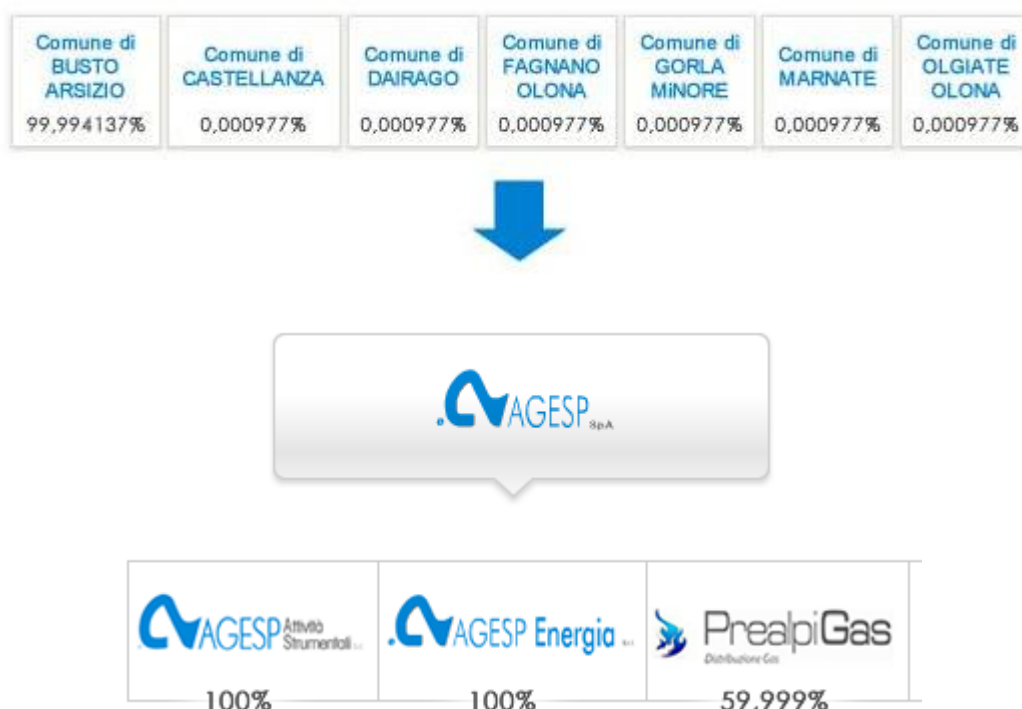 Comune di
BUSTO
ARSIZIO
99,994137%
Comune di
CASTELLANZA
0,000977%
Comune di
DAIRAGO
0,000977%
Comune di
FAGNANO
OLONA
0,000977%
Comune di
GORLA
MiNORE
0,000977%
Comune di
MARNATE
0,000977%
Comune di
OLGIATE
OLONA
0,000977%
AGESP SpA
AGESP Attività
Strumentali
100%
AGESP Energia
100%
PrealpiGas
Distribuzione Gas
59,999%